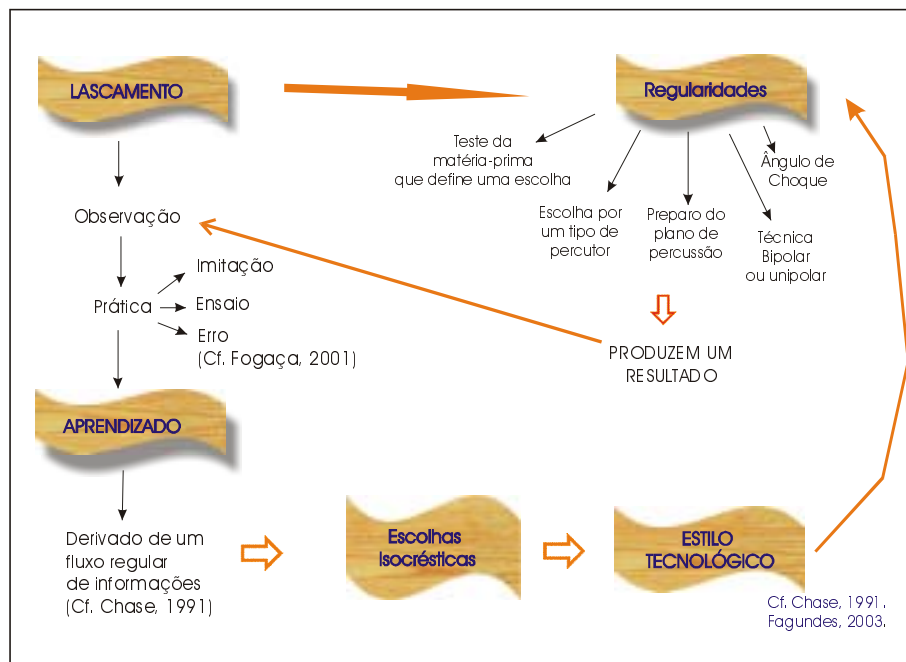 LASCAMENTO
Observação
Prática
Imitação
Ensaio
Erro
(Cf. Fogaça, 2001)
APRENDIZADO
Derivado de um
fluxo regular
de informações
(Cf. Chase, 1991)
Regularidades
Teste da
matéria-prima
que define uma escolha
Escolha por
um tipo de
percutor
Preparo do
plano de
percussão
Técnica
Bipolar
ou unipolar
Ângulo de
Choque
PRODUZEM UM
RESULTADO
Escolhas
Isocrésticas
ESTILO
TECNOLÓGICO
Cf. Chase, 1991.
Fagundes, 2003.